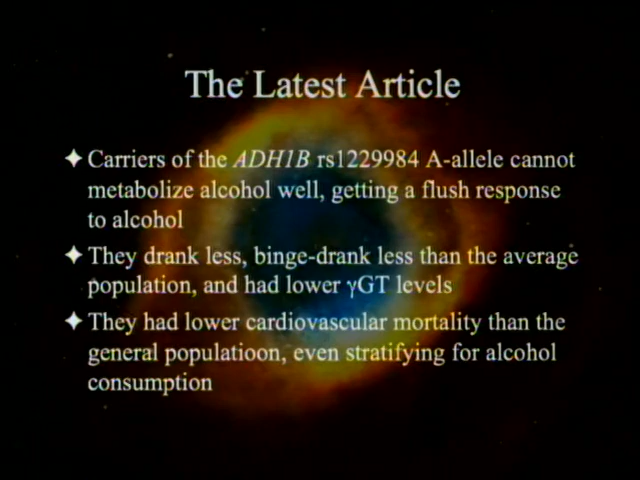 The Latest Article
✦ Carriers of the ADH1B rs1229984 A-allele cannot
metabolize alcohol well, getting a flush response
to alcohol
✦ They drank less, binge-drank less than the average
population, and had lower γGT levels
✦ They had lower cardiovascular mortality than the
general populatioon, even stratifying for alcohol
consumption